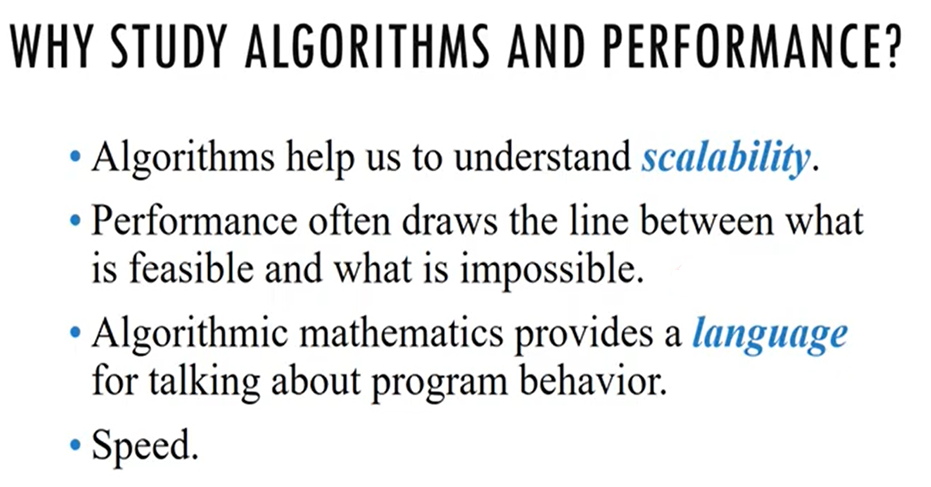 WHY STUDY ALGORITHMS AND PERFORMANCE?
• Algorithms help us to understand scalability.
• Performance often draws the line between what
is feasible and what is impossible.
• Algorithmic mathematics provides a language
for talking about program behavior.
• Speed.